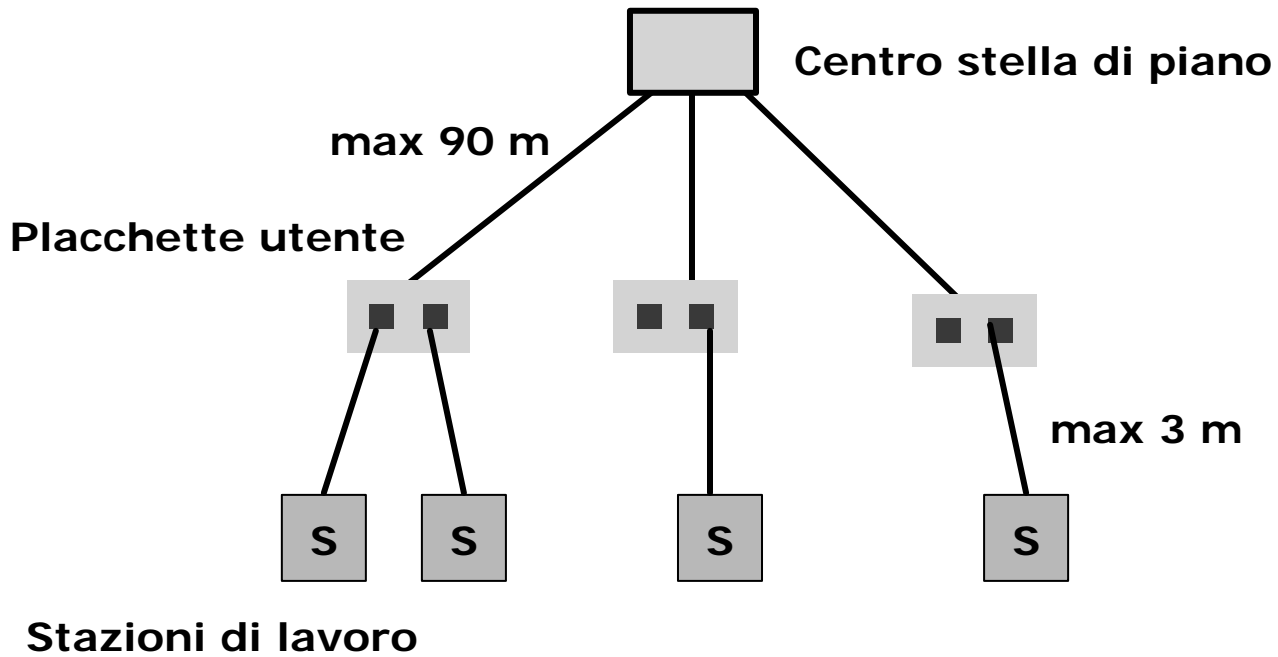 Centro stella di piano
max 90 m
Placchette utente
max 3 m
S S S S
Stazioni di lavoro